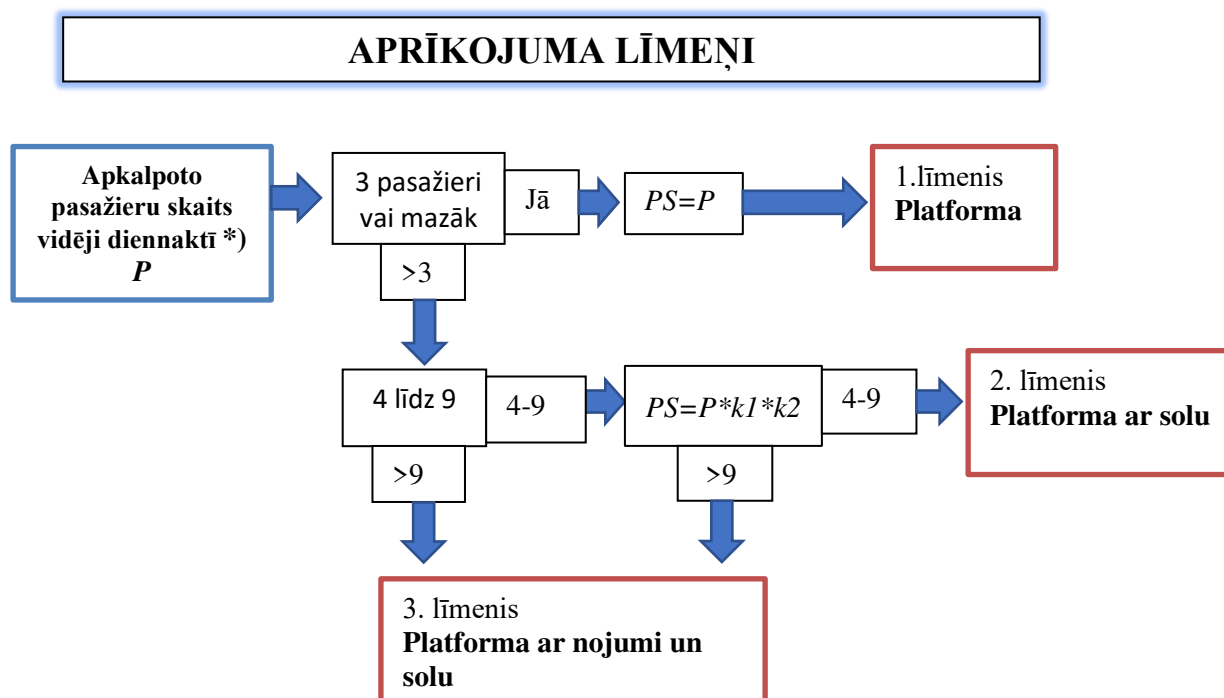 APRĪKOJUMA LĪMEŅI
Apkalpoto
pasažieru skaits
vidēji diennaktī *)
P
3 pasažieri
vai mazāk
Jā
PS=P
1.līmenis
Platforma
>3
4 līdz 9
4-9
PS=P*k1*k2
4-9
2. līmenis
Platforma ar solu
>9
>9
3. līmenis
Platforma ar nojumi un
solu